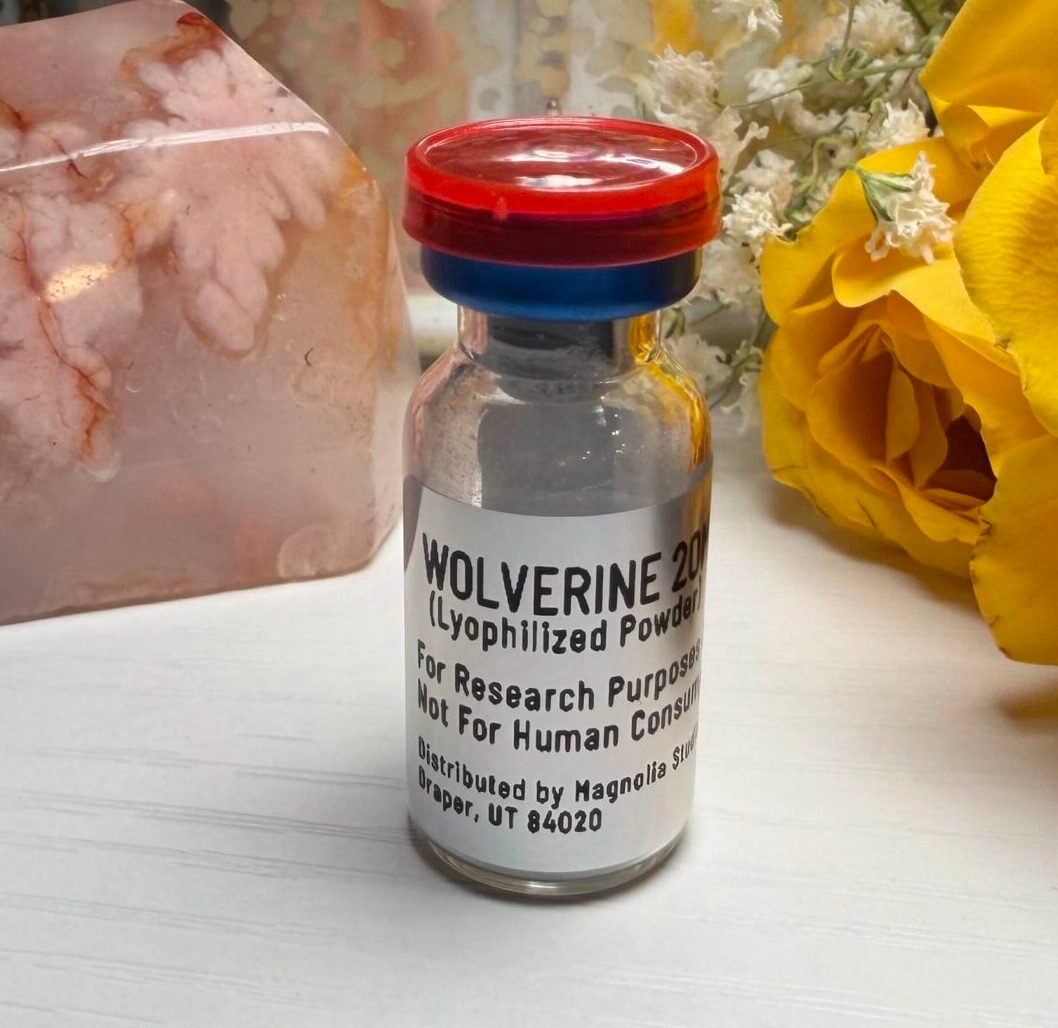 WOLVERINE 20
(Lyophilized Powder)
For Research Purposes
Not For Human
Distributed by Magnolia
Draper, UT 84020